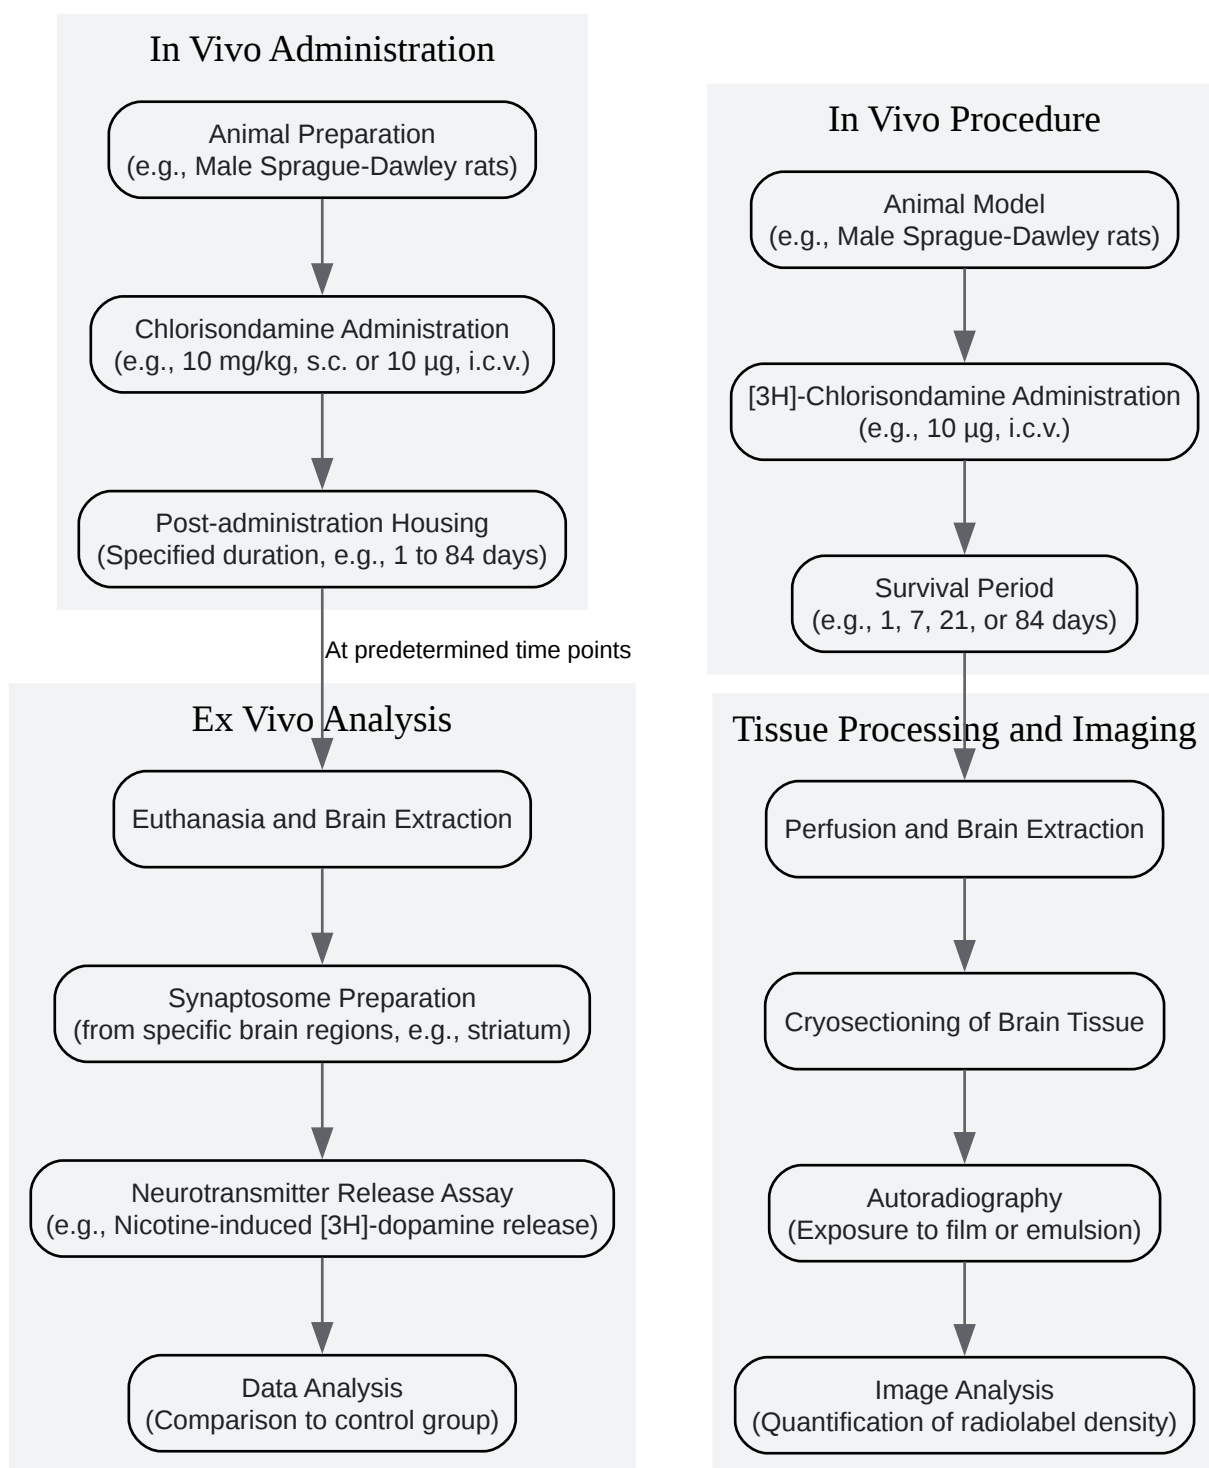 In Vivo Administration
Animal Preparation
(e.g., Male Sprague-Dawley rats)
Chlorisondamine Administration
(e.g., 10 mg/kg, s.c. or 10 µg, i.c.v.)
Post-administration Housing
(Specified duration, e.g., 1 to 84 days)
At predetermined time points
Ex Vivo Analysis
Euthanasia and Brain Extraction
Synaptosome Preparation
(from specific brain regions, e.g., striatum)
Neurotransmitter Release Assay
(e.g., Nicotine-induced [3H]-dopamine release)
Data Analysis
(Comparison to control group)
In Vivo Procedure
Animal Model
(e.g., Male Sprague-Dawley rats)
[3H]-Chlorisondamine Administration
(e.g., 10 µg, i.c.v.)
Survival Period
(e.g., 1, 7, 21, or 84 days)
Tissue Processing and Imaging
Perfusion and Brain Extraction
Cryosectioning of Brain Tissue
Autoradiography
(Exposure to film or emulsion)
Image Analysis
(Quantification of radiolabel density)